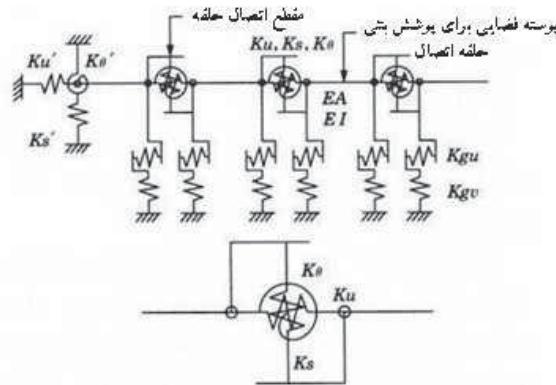 مقطع اتصال حلقه
پوسته فضایی برای پوشش بتنی
حلقه اتصال
Ku′ Kθ′
Ku, Ks, Kθ
Ks′
EA
EI
Kgu
Kgv
Kθ
Ku
Ks